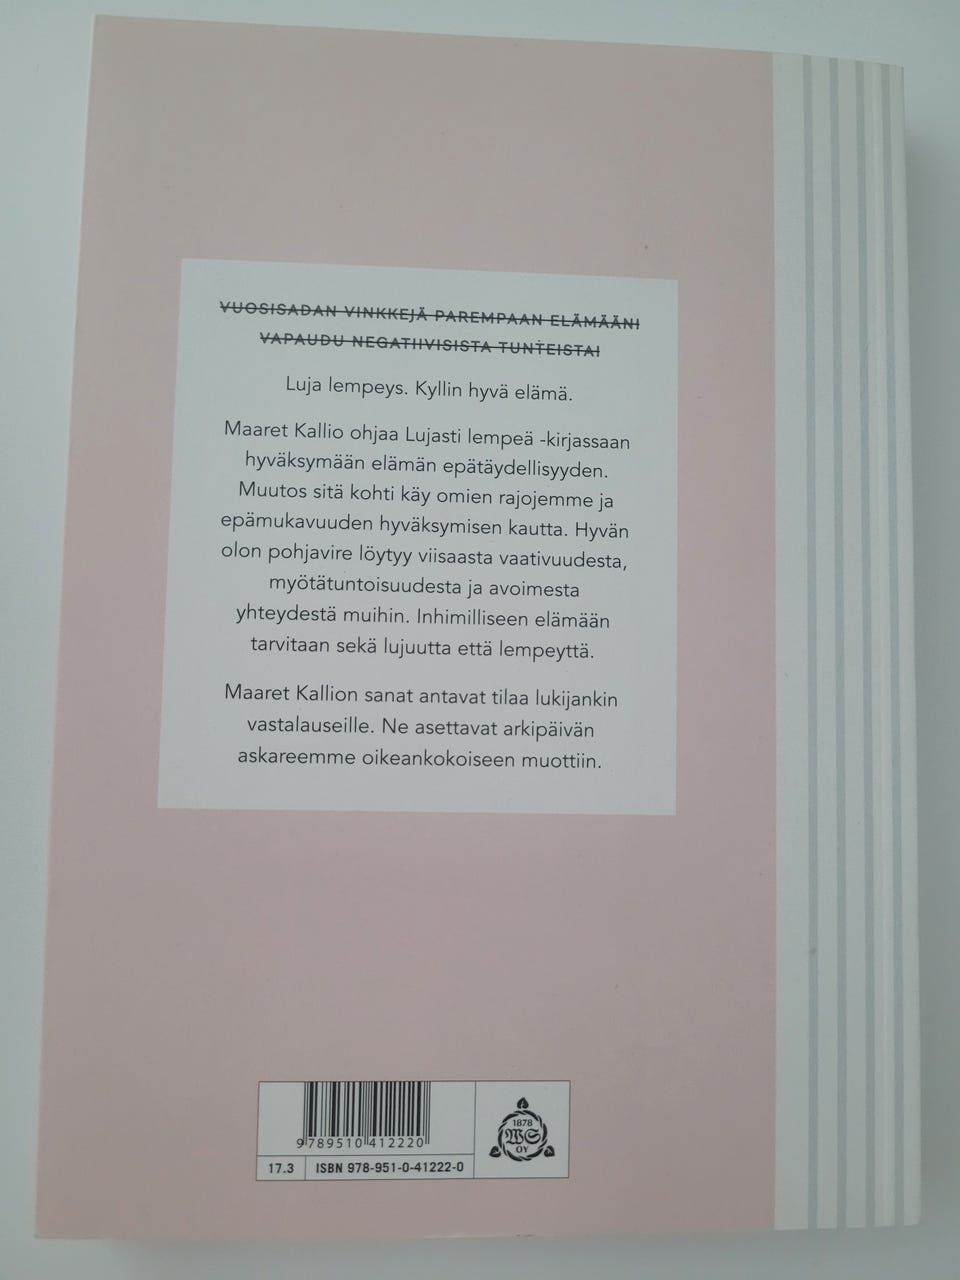 VUOSISADAN VINKKEJÄ PAREMPAAN ELÄMÄÄN!
VAPAUDU NEGATIIVISISTA TUNTEISTA!
Luja lempeys. Kyllin hyvä elämä.
Maaret Kallio ohjaa Lujasti lempeä -kirjassaan
hyväksymään elämän epätäydellisyyden.
Muutos sitä kohti käy omien rajojemme ja
epämukavuuden hyväksymisen kautta. Hyvän
olon pohjavire löytyy viisaasta vaativuudesta,
myötätuntoisuudesta ja avoimesta
yhteydestä muihin. Inhimilliseen elämään
tarvitaan sekä lujuutta että lempeyttä.
Maaret Kallion sanat antavat tilaa lukijankin
vastalauseille. Ne asettavat arkipäivän
askareemme oikeankokoiseen muottiin.
9 789510 412220
17.3 ISBN 978-951-0-41222-0
1878
WS
OY